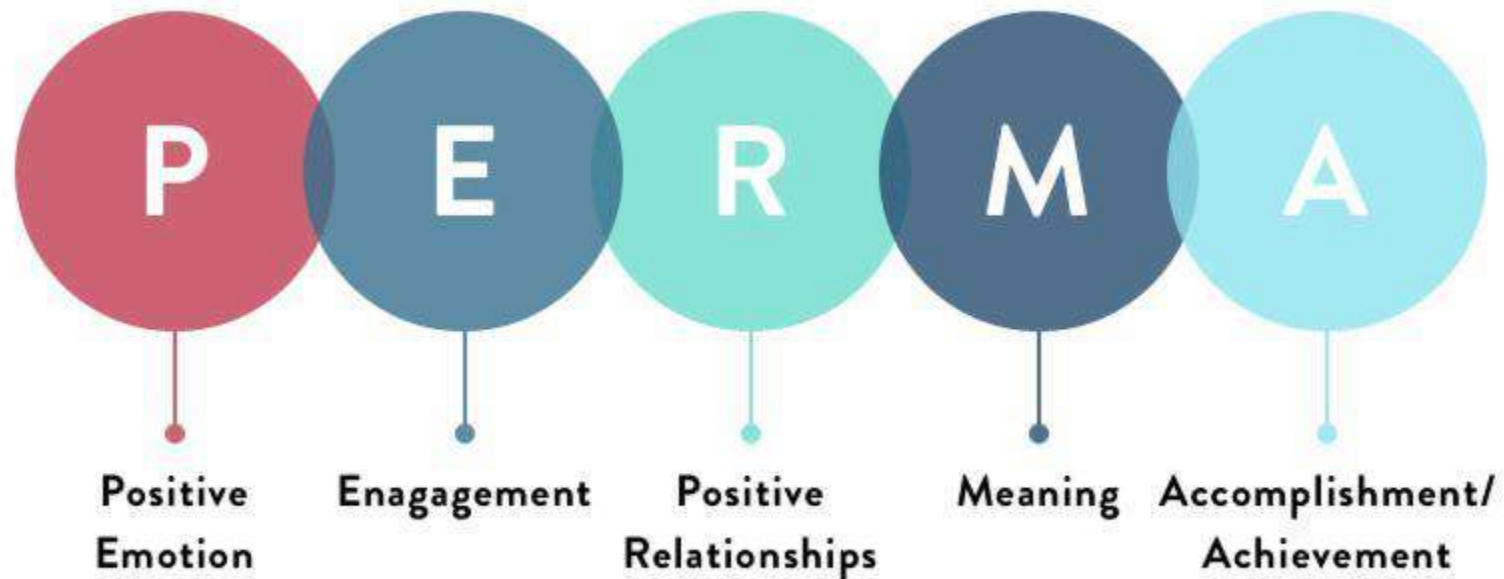 P E R M A
Positive Emotion
Enagagement
Positive Relationships
Meaning
Accomplishment/ Achievement